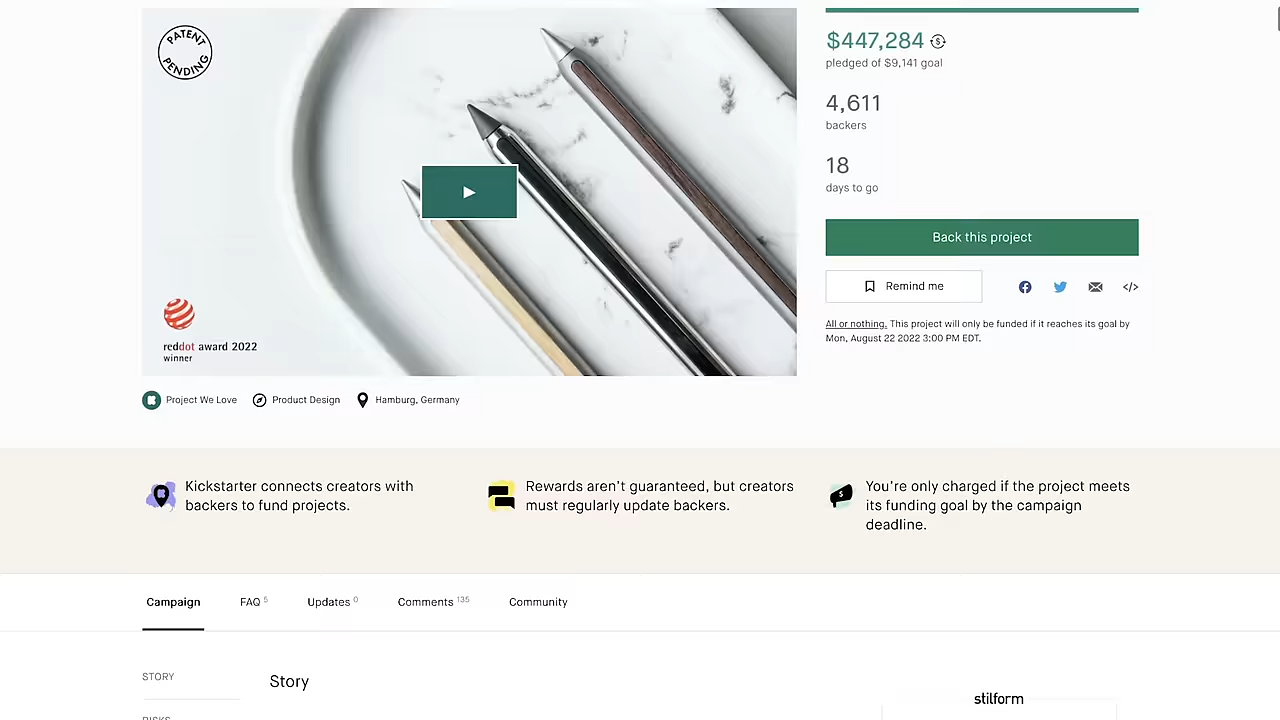 PATENT
PENDING
reddot award 2022
winner
$447,284
pledged of $9,141 goal
4,611
backers
18
days to go
Back this project
Remind me
</>
All or nothing. This project will only be funded if it reaches its goal by
Mon, August 22 2022 3:00 PM EDT.
Project We Love
Product Design
Hamburg, Germany
Kickstarter connects creators with
backers to fund projects.
Rewards aren't guaranteed, but creators
must regularly update backers.
You're only charged if the project meets
its funding goal by the campaign
deadline.
Campaign
FAQ 5
Updates 0
Comments 135
Community
STORY
RISKS
Story
stilform